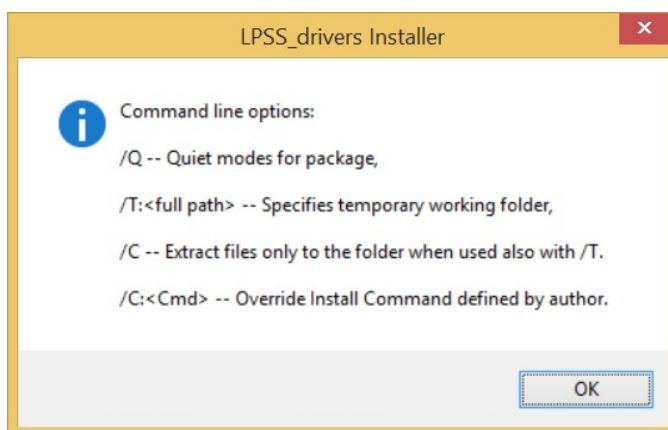 LPSS_drivers Installer
Command line options:
/Q -- Quiet modes for package,
/T:<full path> -- Specifies temporary working folder,
/C -- Extract files only to the folder when used also with /T.
/C:<Cmd> -- Override Install Command defined by author.
OK